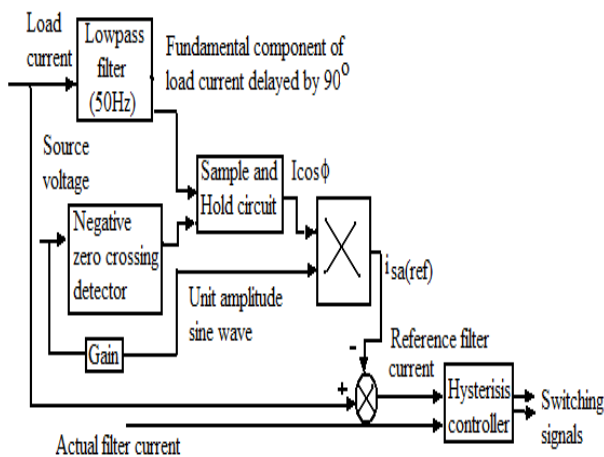 Load
current
Lowpass
filter
(50Hz)
Fundamental component of
load current delayed by 90°
Source
voltage
Sample and
Hold circuit
Icosϕ
Negative
zero crossing
detector
isa(ref)
Unit amplitude
sine wave
Gain
-
Reference filter
current
+
Hysterisis
controller
Switching
signals
Actual filter current